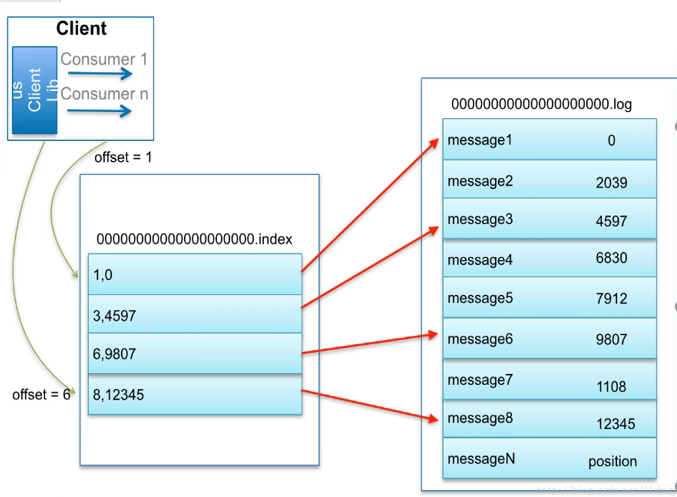 Client
us
Client
Lib
Consumer 1
Consumer n
offset = 1
offset = 6
00000000000000000000.index
1,0
3,4597
6,9807
8,12345
00000000000000000000.log
message1 0
message2 2039
message3 4597
message4 6830
message5 7912
message6 9807
message7 1108
message8 12345
messageN position